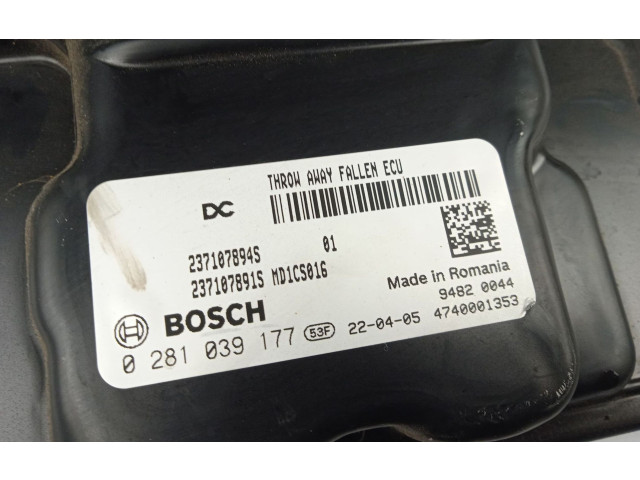 THROW AWAY FALLEN ECU
DC
237107894S 01
237107891S MD1CS016
Made in Romania
9482 0044
BOSCH
0 281 039 177 53F 22-04-05 4740001353